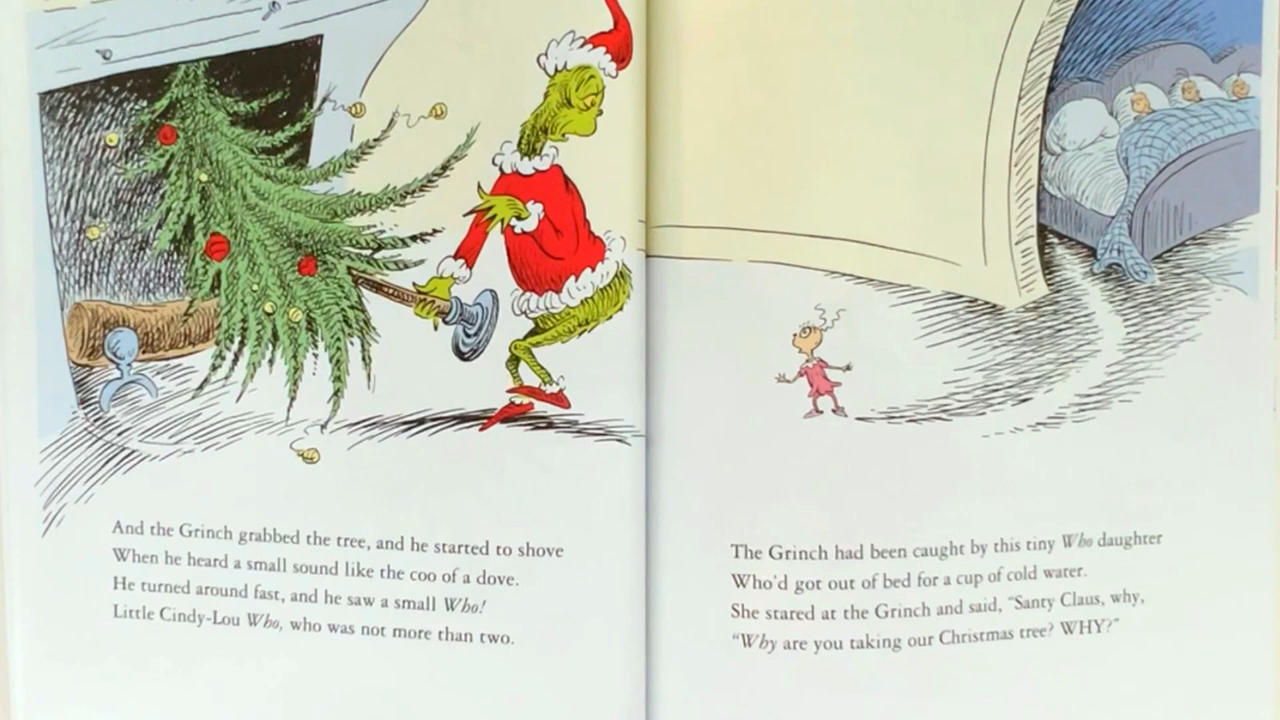 And the Grinch grabbed the tree, and he started to shove
When he heard a small sound like the coo of a dove.
He turned around fast, and he saw a small Who!
Little Cindy-Lou Who, who was not more than two.
The Grinch had been caught by this tiny Who daughter
Who'd got out of bed for a cup of cold water.
She stared at the Grinch and said, “Santy Claus, why,
“Why are you taking our Christmas tree? WHY?”